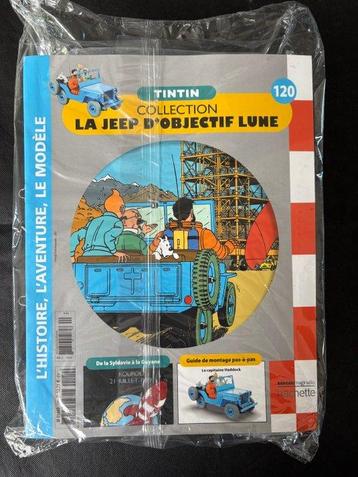 TINTIN
COLLECTION
LA JEEP D'OBJECTIF LUNE
120
L'HISTOIRE, L'AVENTURE, LE MODÈLE
De la Syldavie à la Guyane
KOUROU
Guide de montage pas-à-pas
Le capitaine Haddock
hachette